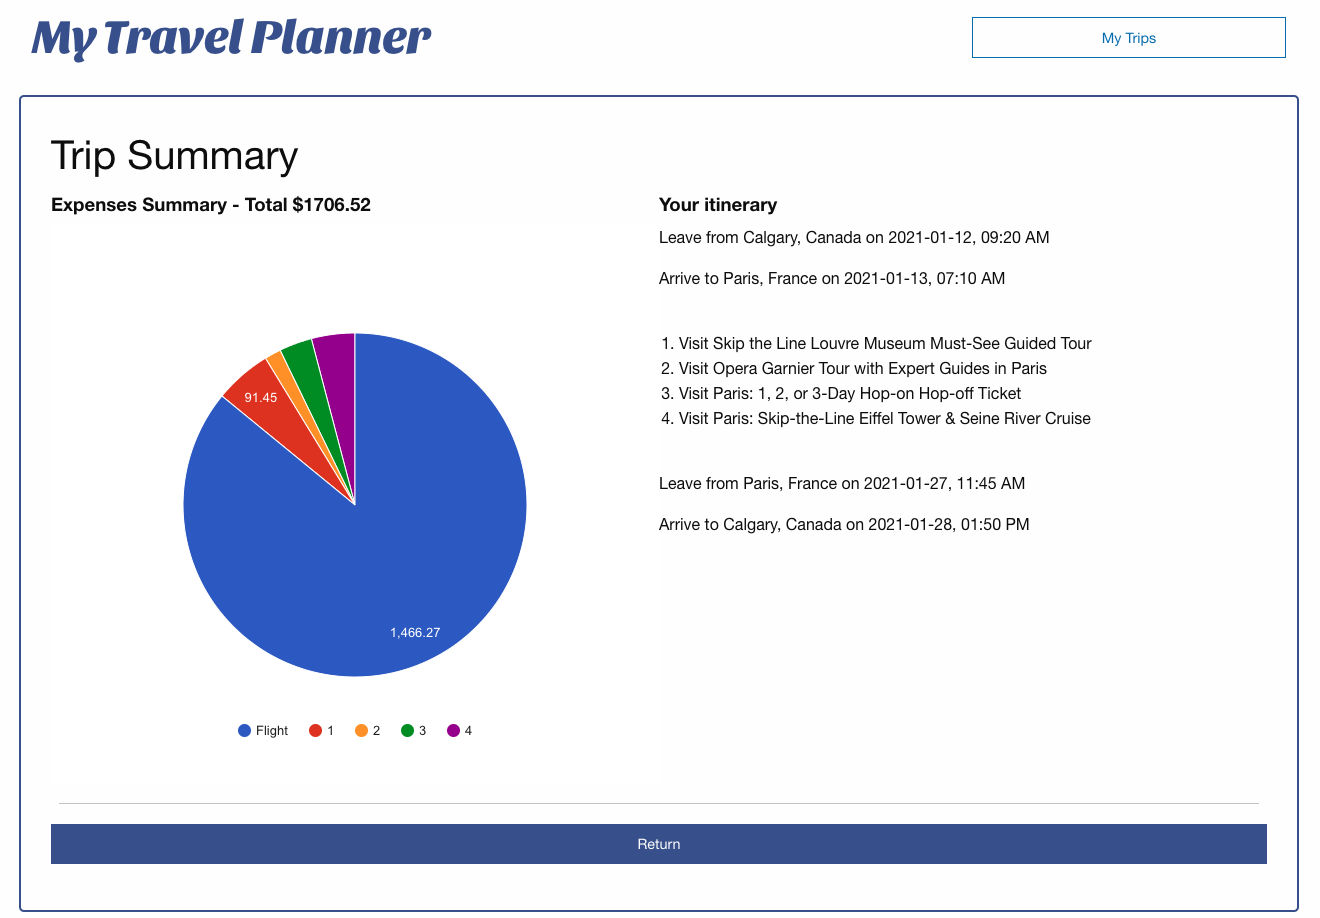 My Travel Planner
My Trips
Trip Summary
Expenses Summary - Total $1706.52
91.45
1,466.27
Flight 1 2 3 4
Your itinerary
Leave from Calgary, Canada on 2021-01-12, 09:20 AM
Arrive to Paris, France on 2021-01-13, 07:10 AM
1. Visit Skip the Line Louvre Museum Must-See Guided Tour
2. Visit Opera Garnier Tour with Expert Guides in Paris
3. Visit Paris: 1, 2, or 3-Day Hop-on Hop-off Ticket
4. Visit Paris: Skip-the-Line Eiffel Tower & Seine River Cruise
Leave from Paris, France on 2021-01-27, 11:45 AM
Arrive to Calgary, Canada on 2021-01-28, 01:50 PM
Return